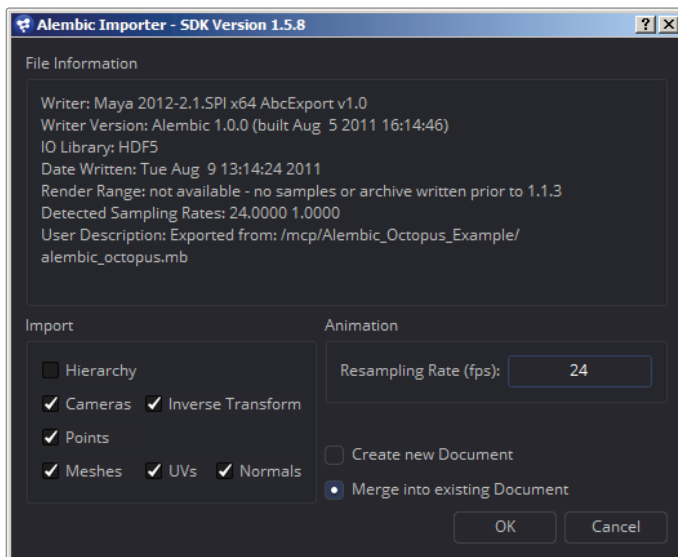 Alembic Importer - SDK Version 1.5.8
File Information
Writer: Maya 2012-2.1.SPI x64 AbcExport v1.0
Writer Version: Alembic 1.0.0 (built Aug  5 2011 16:14:46)
IO Library: HDF5
Date Written: Tue Aug  9 13:14:24 2011
Render Range: not available - no samples or archive written prior to 1.1.3
Detected Sampling Rates: 24.0000 1.0000
User Description: Exported from: /mcp/Alembic_Octopus_Example/
alembic_octopus.mb
Import
Hierarchy
Cameras Inverse Transform
Points
Meshes UVs Normals
Animation
Resampling Rate (fps): 24
Create new Document
Merge into existing Document
OK Cancel